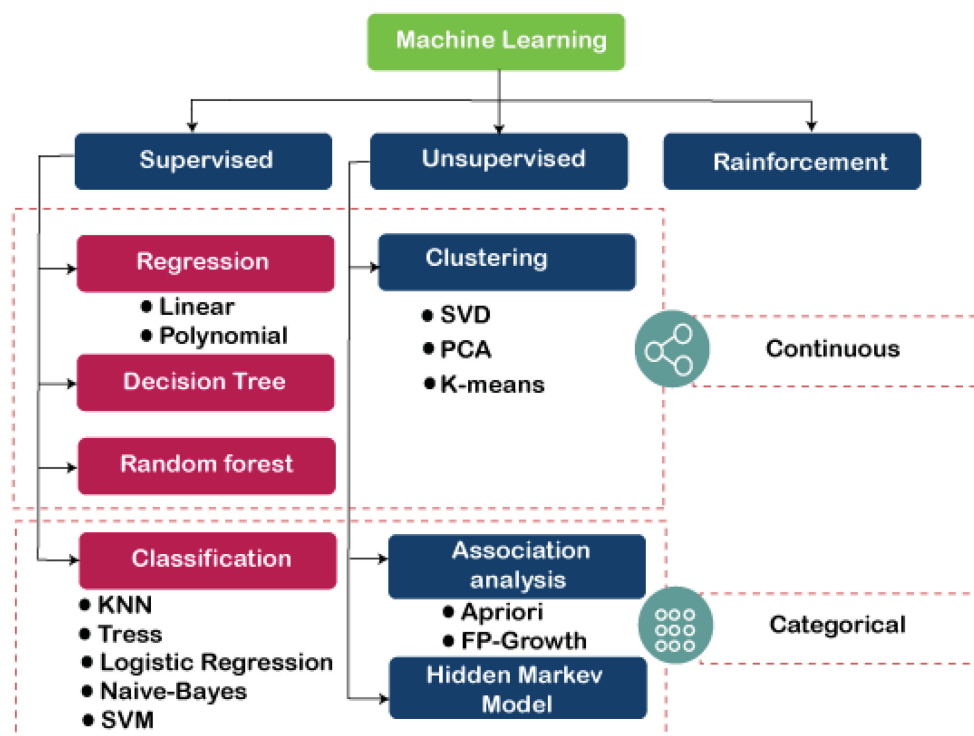 Machine Learning
Supervised
Unsupervised
Rainforcement
Regression
Linear
Polynomial
Decision Tree
Random forest
Clustering
SVD
PCA
K-means
Continuous
Classification
KNN
Tress
Logistic Regression
Naive-Bayes
SVM
Association
analysis
Apriori
FP-Growth
Hidden Markev
Model
Categorical